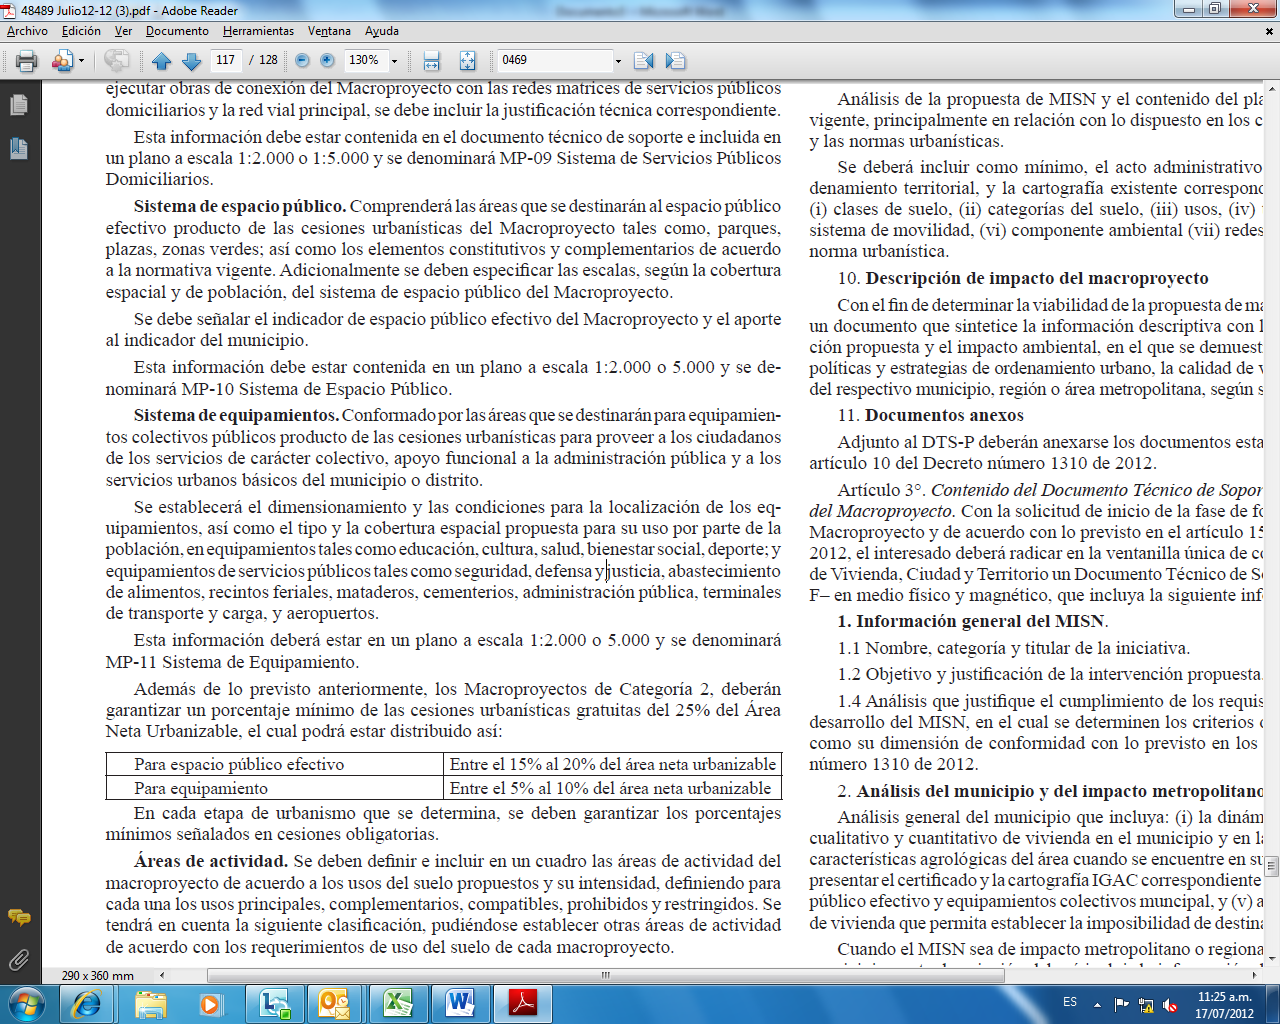 48489 Julio12-12 (3).pdf - Adobe Reader
Archivo Edición Ver Documento Herramientas Ventana Ayuda
117 / 128 130% 0469
ejecutar obras de conexión del Macroproyecto con las redes matrices de servicios públicos
domiciliarios y la red vial principal, se debe incluir la justificación técnica correspondiente.
Esta información debe estar contenida en el documento técnico de soporte e incluida en
un plano a escala 1:2.000 o 1:5.000 y se denominará MP-09 Sistema de Servicios Públicos
Domiciliarios.
Sistema de espacio público. Comprenderá las áreas que se destinarán al espacio público
efectivo producto de las cesiones urbanísticas del Macroproyecto tales como, parques,
plazas, zonas verdes; así como los elementos constitutivos y complementarios de acuerdo
a la normativa vigente. Adicionalmente se deben especificar las escalas, según la cobertura
espacial y de población, del sistema de espacio público del Macroproyecto.
Se debe señalar el indicador de espacio público efectivo del Macroproyecto y el aporte
al indicador del municipio.
Esta información debe estar contenida en un plano a escala 1:2.000 o 5.000 y se de-
nominará MP-10 Sistema de Espacio Público.
Sistema de equipamientos. Conformado por las áreas que se destinarán para equipamien-
tos colectivos públicos producto de las cesiones urbanísticas para proveer a los ciudadanos
de los servicios de carácter colectivo, apoyo funcional a la administración pública y a los
servicios urbanos básicos del municipio o distrito.
Se establecerá el dimensionamiento y las condiciones para la localización de los eq-
uipamientos, así como el tipo y la cobertura espacial propuesta para su uso por parte de la
población, en equipamientos tales como educación, cultura, salud, bienestar social, deporte; y
equipamientos de servicios públicos tales como seguridad, defensa y justicia, abastecimiento
de alimentos, recintos feriales, mataderos, cementerios, administración pública, terminales
de transporte y carga, y aeropuertos.
Esta información deberá estar en un plano a escala 1:2.000 o 5.000 y se denominará
MP-11 Sistema de Equipamiento.
Además de lo previsto anteriormente, los Macroproyectos de Categoría 2, deberán
garantizar un porcentaje mínimo de las cesiones urbanísticas gratuitas del 25% del Área
Neta Urbanizable, el cual podrá estar distribuido así:
Para espacio público efectivo Entre el 15% al 20% del área neta urbanizable
Para equipamiento Entre el 5% al 10% del área neta urbanizable
En cada etapa de urbanismo que se determina, se deben garantizar los porcentajes
mínimos señalados en cesiones obligatorias.
Áreas de actividad. Se deben definir e incluir en un cuadro las áreas de actividad del
macroproyecto de acuerdo a los usos del suelo propuestos y su intensidad, definiendo para
cada una los usos principales, complementarios, compatibles, prohibidos y restringidos. Se
tendrá en cuenta la siguiente clasificación, pudiéndose establecer otras áreas de actividad
de acuerdo con los requerimientos de uso del suelo de cada macroproyecto.
Análisis de la propuesta de MISN y el contenido del pla
vigente, principalmente en relación con lo dispuesto en los c
y las normas urbanísticas.
Se deberá incluir como mínimo, el acto administrativo
denamiento territorial, y la cartografía existente correspond
(i) clases de suelo, (ii) categorías del suelo, (iii) usos, (iv)
sistema de movilidad, (vi) componente ambiental (vii) redes
norma urbanística.
10. Descripción de impacto del macroproyecto
Con el fin de determinar la viabilidad de la propuesta de ma
un documento que sintetice la información descriptiva con l
ción propuesta y el impacto ambiental, en el que se demuest
políticas y estrategias de ordenamiento urbano, la calidad de v
del respectivo municipio, región o área metropolitana, según s
11. Documentos anexos
Adjunto al DTS-P deberán anexarse los documentos esta
artículo 10 del Decreto número 1310 de 2012.
Artículo 3°. Contenido del Documento Técnico de Sopor
del Macroproyecto. Con la solicitud de inicio de la fase de fo
Macroproyecto y de acuerdo con lo previsto en el artículo 15
2012, el interesado deberá radicar en la ventanilla única de co
de Vivienda, Ciudad y Territorio un Documento Técnico de So
F– en medio físico y magnético, que incluya la siguiente info
1. Información general del MISN.
1.1 Nombre, categoría y titular de la iniciativa.
1.2 Objetivo y justificación de la intervención propuesta.
1.4 Análisis que justifique el cumplimiento de los requis
desarrollo del MISN, en el cual se determinen los criterios d
como su dimensión de conformidad con lo previsto en los
número 1310 de 2012.
2. Análisis del municipio y del impacto metropolitano
Análisis general del municipio que incluya: (i) la dinám
cualitativo y cuantitativo de vivienda en el municipio y en la
características agrológicas del área cuando se encuentre en su
presentar el certificado y la cartografía IGAC correspondiente
público efectivo y equipamientos colectivos muncipal, y (v) a
de vivienda que permita establecer la imposibilidad de destina
Cuando el MISN sea de impacto metropolitano o regiona
290 x 360 mm
ES 11:25 a.m.
17/07/2012